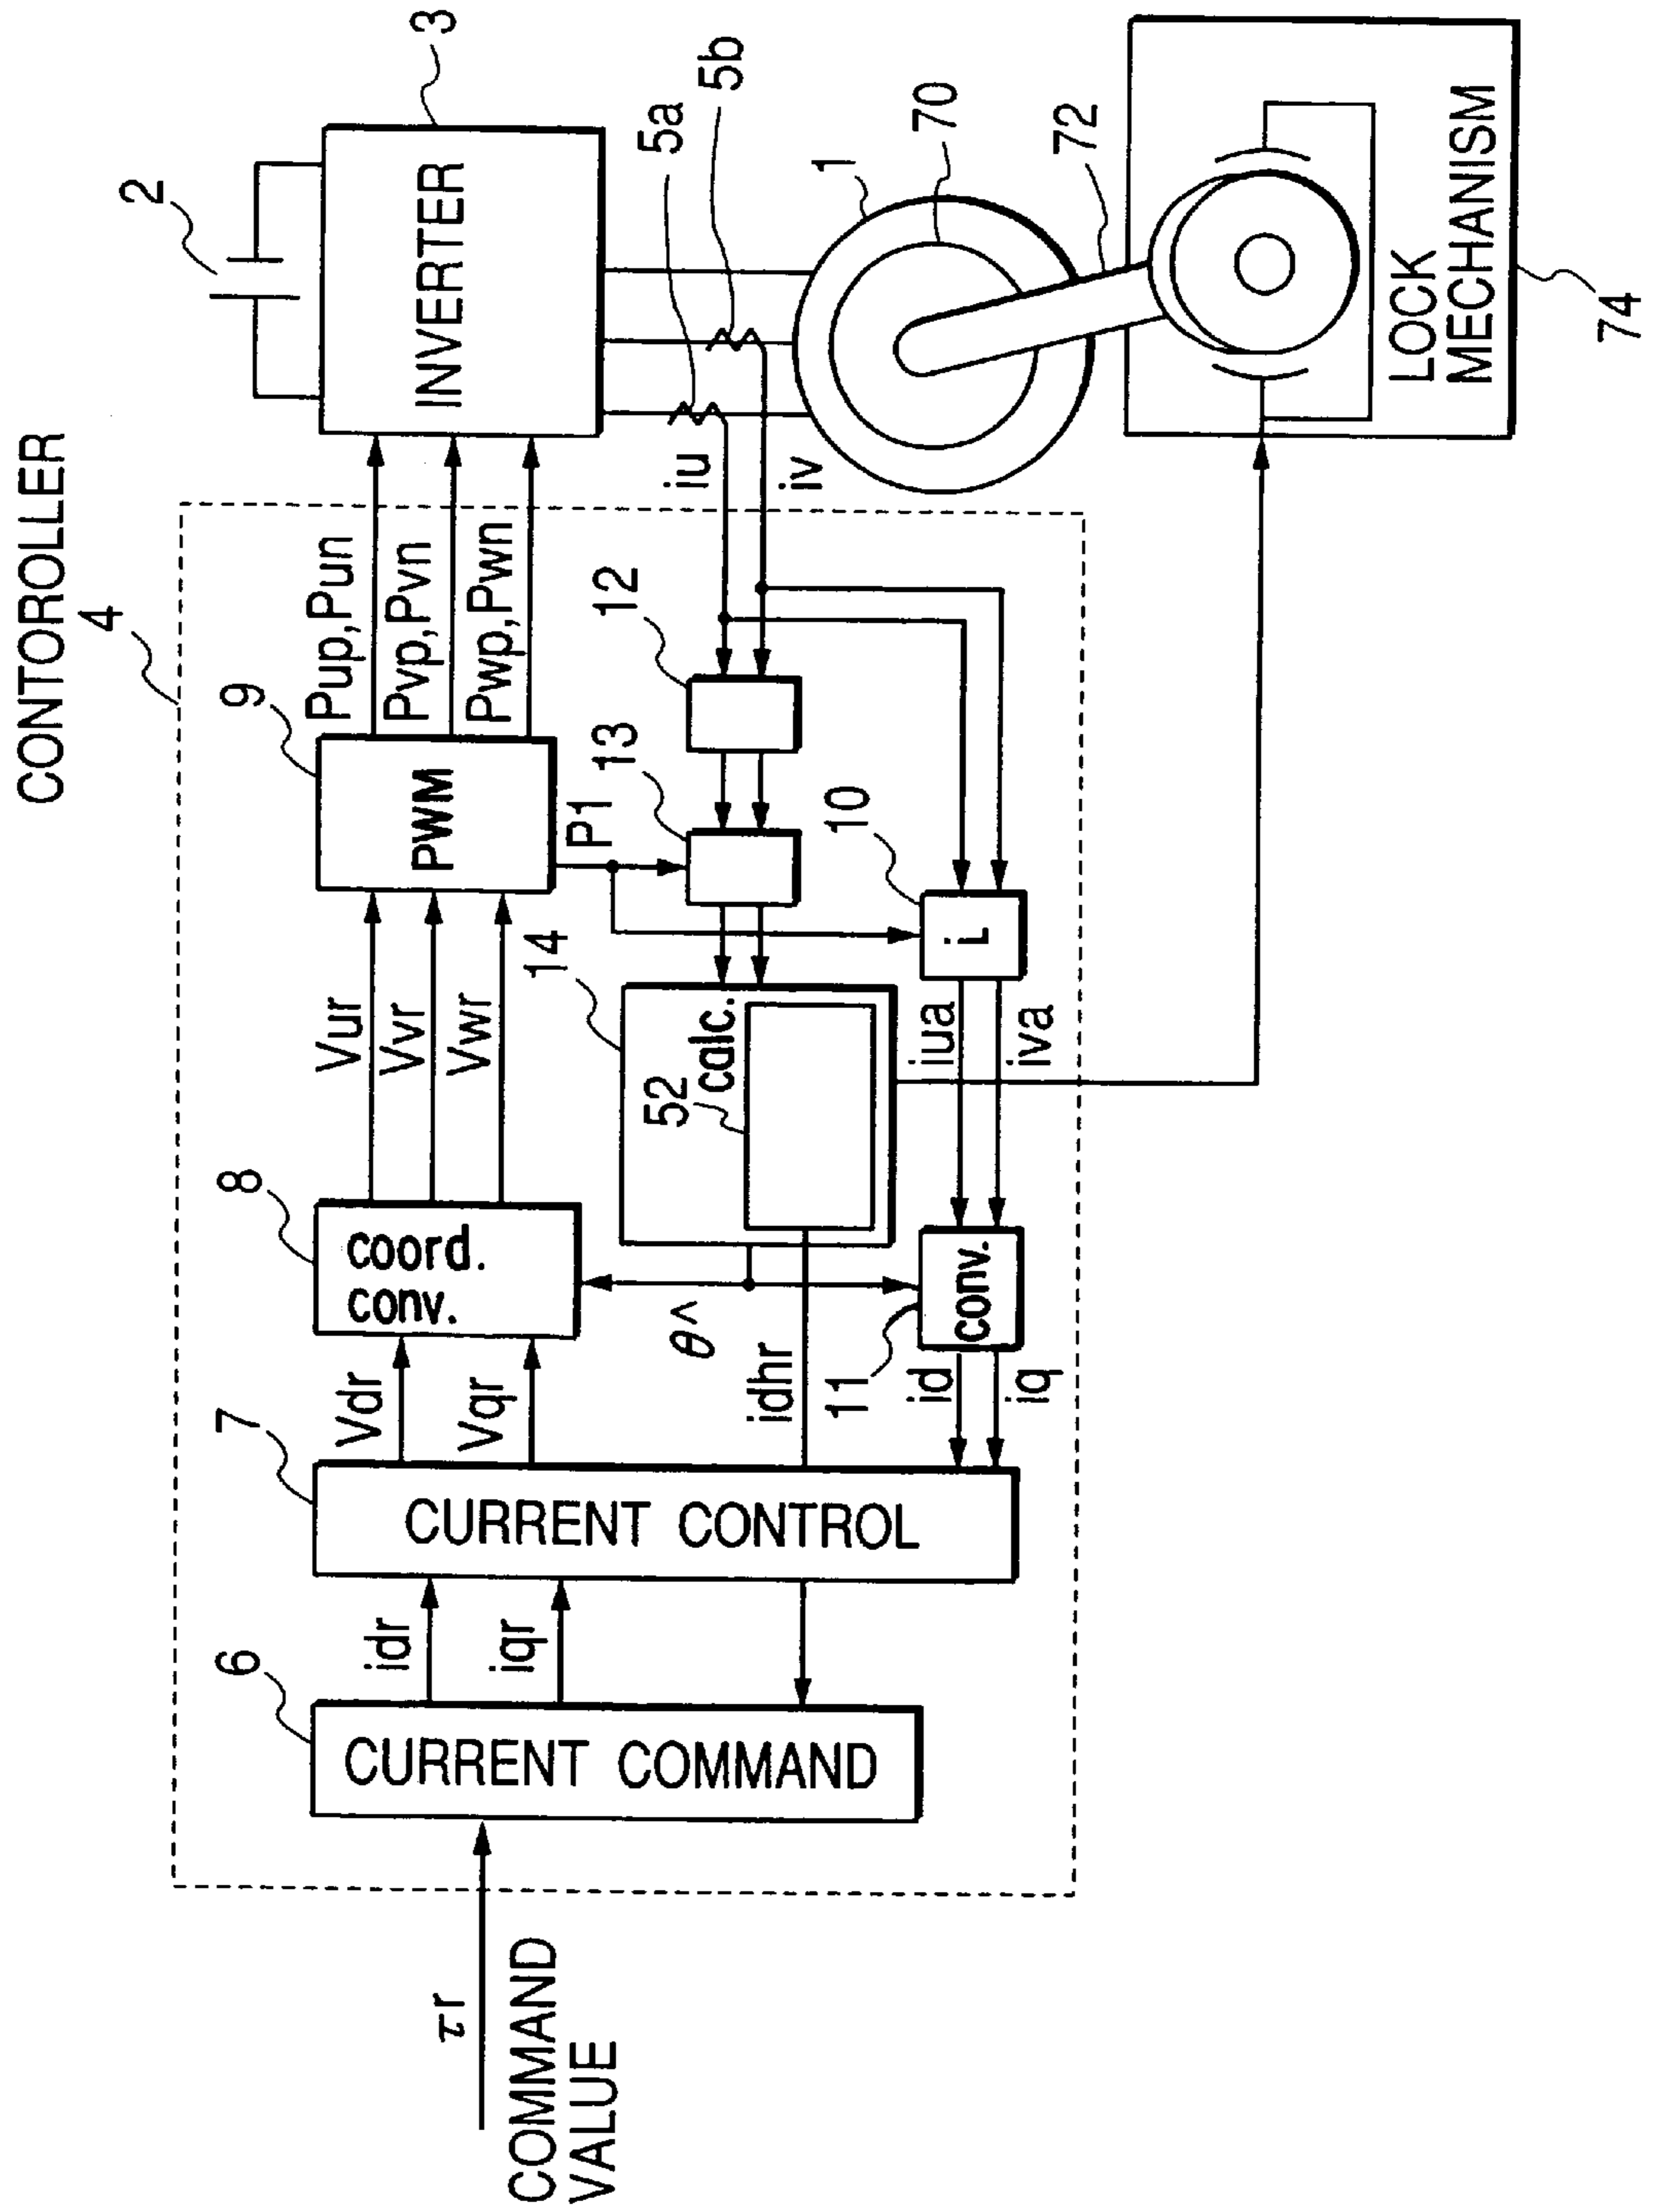 CONTOROLLER
4
2
3
INVERTER
5a
5b
1
70
72
LOCK
MECHANISM
74
9
PWM
Pup,Pun
Pvp,Pvn
Pwp,Pwn
P1
iu
iv
12
13
10
iL
iua
iva
14
calc.
52
8
coord.
conv.
Vur
Vvr
Vwr
θ^
idhr
11
conv.
id
iq
7
CURRENT CONTROL
Vdr
Vqr
6
CURRENT COMMAND
idr
iqr
τr
COMMAND
VALUE